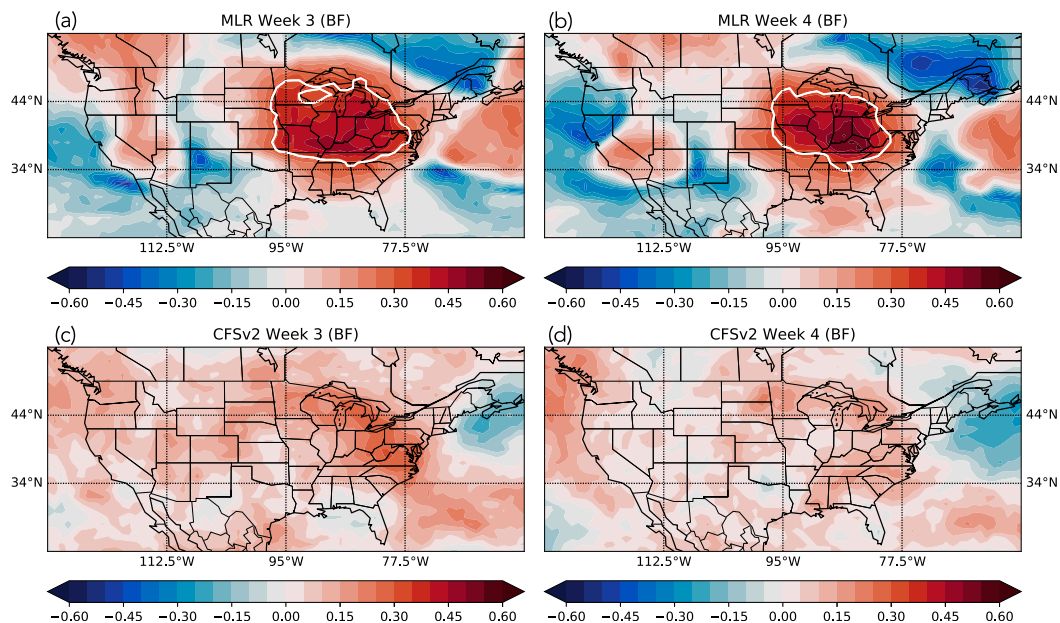 (a) MLR Week 3 (BF)
(b) MLR Week 4 (BF)
44°N
34°N
44°N
34°N
112.5°W 95°W 77.5°W
112.5°W 95°W 77.5°W
−0.60 −0.45 −0.30 −0.15 0.00 0.15 0.30 0.45 0.60
−0.60 −0.45 −0.30 −0.15 0.00 0.15 0.30 0.45 0.60
(c) CFSv2 Week 3 (BF)
(d) CFSv2 Week 4 (BF)
44°N
34°N
44°N
34°N
112.5°W 95°W 77.5°W
112.5°W 95°W 77.5°W
−0.60 −0.45 −0.30 −0.15 0.00 0.15 0.30 0.45 0.60
−0.60 −0.45 −0.30 −0.15 0.00 0.15 0.30 0.45 0.60